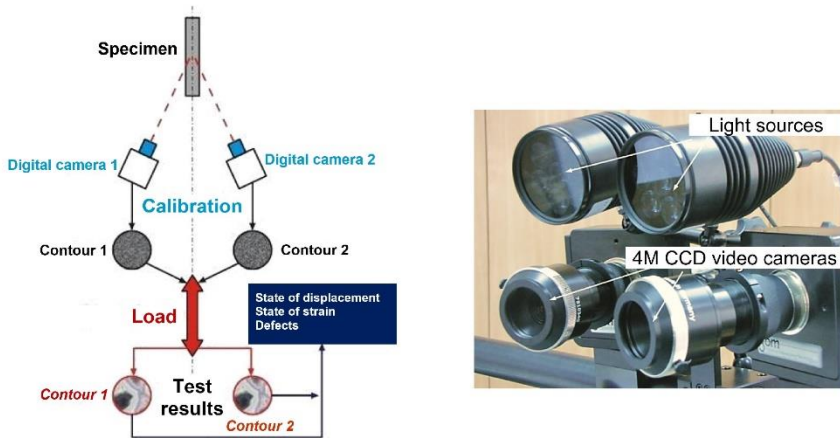 Specimen
Digital camera 1
Digital camera 2
Calibration
Contour 1
Contour 2
Load
State of displacement
State of strain
Defects
Contour 1
Test
results
Contour 2
Light sources
4M CCD video cameras
gom